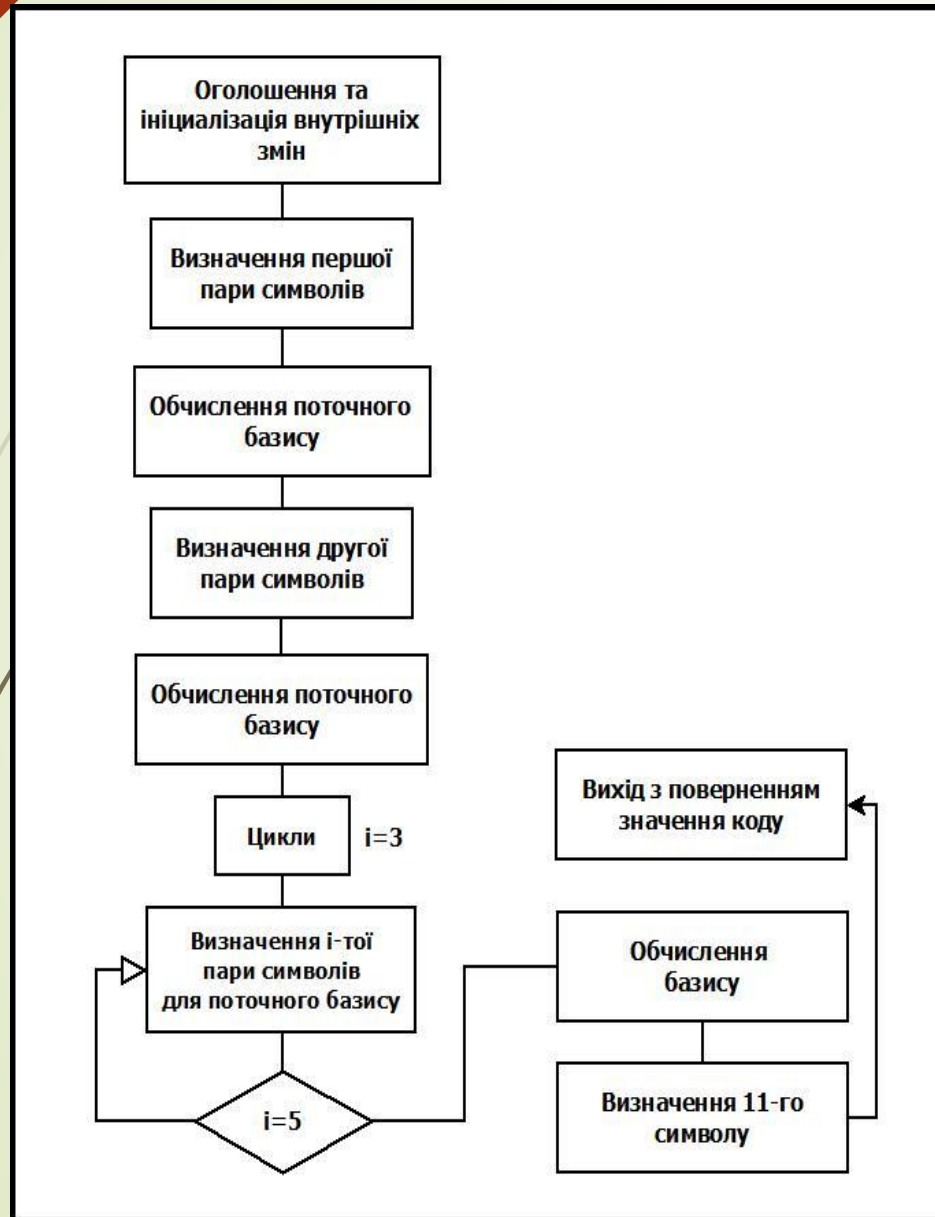 Оголошення та
ініциалізація внутрішніх
змін
Визначення першої
пари символів
Обчислення поточного
базису
Визначення другої
пари символів
Обчислення поточного
базису
Цикли
i=3
Визначення i-тої
пари символів
для поточного базису
i=5
Обчислення
базису
Визначення 11-го
символу
Вихід з поверненням
значення коду